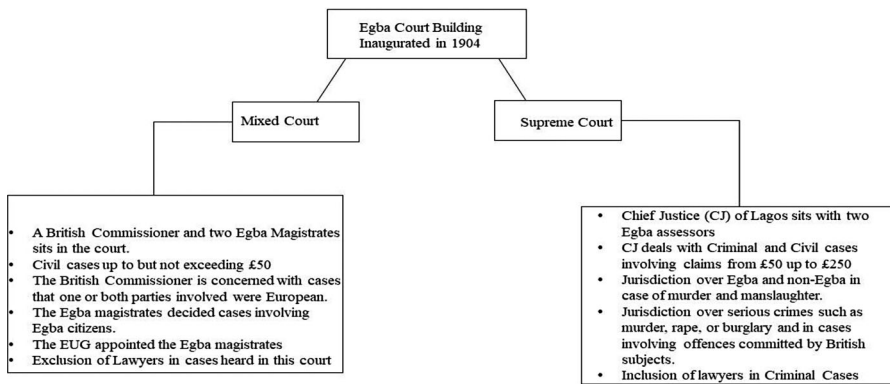 Egba Court Building
Inaugurated in 1904
Mixed Court
Supreme Court
• A British Commissioner and two Egba Magistrates
sits in the court.
• Civil cases up to but not exceeding £50
• The British Commissioner is concerned with cases
that one or both parties involved were European.
• The Egba magistrates decided cases involving
Egba citizens.
• The EUG appointed the Egba magistrates
• Exclusion of Lawyers in cases heard in this court
• Chief Justice (CJ) of Lagos sits with two
Egba assessors
• CJ deals with Criminal and Civil cases
involving claims from £50 up to £250
• Jurisdiction over Egba and non-Egba in
case of murder and manslaughter.
• Jurisdiction over serious crimes such as
murder, rape, or burglary and in cases
involving offences committed by British
subjects.
• Inclusion of lawyers in Criminal Cases